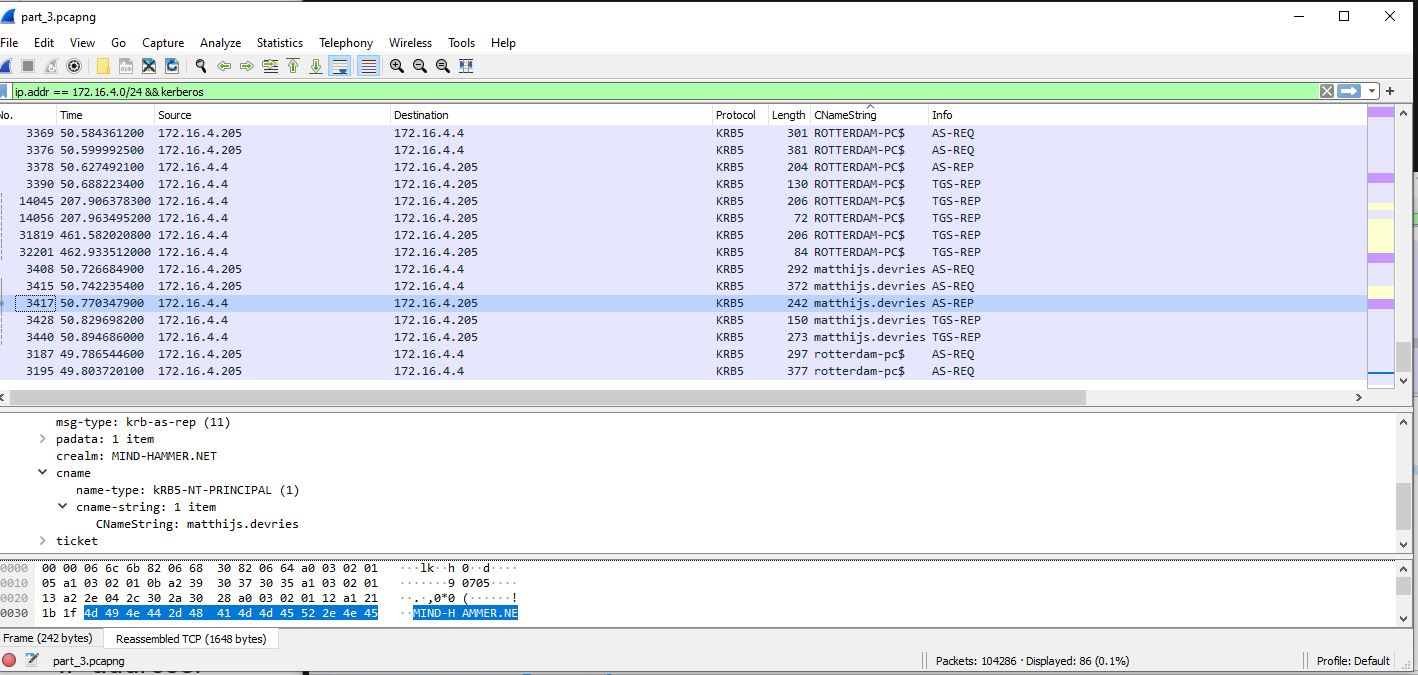 part_3.pcapng
File Edit View Go Capture Analyze Statistics Telephony Wireless Tools Help
ip.addr == 172.16.4.0/24 && kerberos
No. Time Source Destination Protocol Length CNameString Info
3369 50.584361200 172.16.4.205 172.16.4.4 KRB5 301 ROTTERDAM-PC$ AS-REQ
3376 50.599992500 172.16.4.205 172.16.4.4 KRB5 381 ROTTERDAM-PC$ AS-REQ
3378 50.627492100 172.16.4.4 172.16.4.205 KRB5 204 ROTTERDAM-PC$ AS-REP
3390 50.688223400 172.16.4.4 172.16.4.205 KRB5 130 ROTTERDAM-PC$ TGS-REP
14045 207.906378300 172.16.4.4 172.16.4.205 KRB5 206 ROTTERDAM-PC$ TGS-REP
14056 207.963495200 172.16.4.4 172.16.4.205 KRB5 72 ROTTERDAM-PC$ TGS-REP
31819 461.582020800 172.16.4.4 172.16.4.205 KRB5 206 ROTTERDAM-PC$ TGS-REP
32201 462.933512000 172.16.4.4 172.16.4.205 KRB5 84 ROTTERDAM-PC$ TGS-REP
3408 50.726684900 172.16.4.205 172.16.4.4 KRB5 292 matthijs.devries AS-REQ
3415 50.742235400 172.16.4.205 172.16.4.4 KRB5 372 matthijs.devries AS-REQ
3417 50.770347900 172.16.4.4 172.16.4.205 KRB5 242 matthijs.devries AS-REP
3428 50.829698200 172.16.4.4 172.16.4.205 KRB5 150 matthijs.devries TGS-REP
3440 50.894686000 172.16.4.4 172.16.4.205 KRB5 273 matthijs.devries TGS-REP
3187 49.786544600 172.16.4.205 172.16.4.4 KRB5 297 rotterdam-pc$ AS-REQ
3195 49.803720100 172.16.4.205 172.16.4.4 KRB5 377 rotterdam-pc$ AS-REQ
msg-type: krb-as-rep (11)
padata: 1 item
crealm: MIND-HAMMER.NET
cname
name-type: kRB5-NT-PRINCIPAL (1)
cname-string: 1 item
CNameString: matthijs.devries
ticket
0000 00 00 06 6c 6b 82 06 68 30 82 06 64 a0 03 02 01 ···lk··h 0··d····
0010 05 a1 03 02 01 0b a2 39 30 37 30 35 a1 03 02 01 ·······9 0705····
0020 13 a2 2e 04 2c 30 2a 30 28 a0 03 02 01 12 a1 21 ··.·,0*0 (······!
0030 1b 1f 4d 49 4e 44 2d 48 41 4d 4d 45 52 2e 4e 45 ··MIND-H AMMER.NE
Frame (242 bytes) Reassembled TCP (1648 bytes)
part_3.pcapng Packets: 104286 · Displayed: 86 (0.1%) Profile: Default